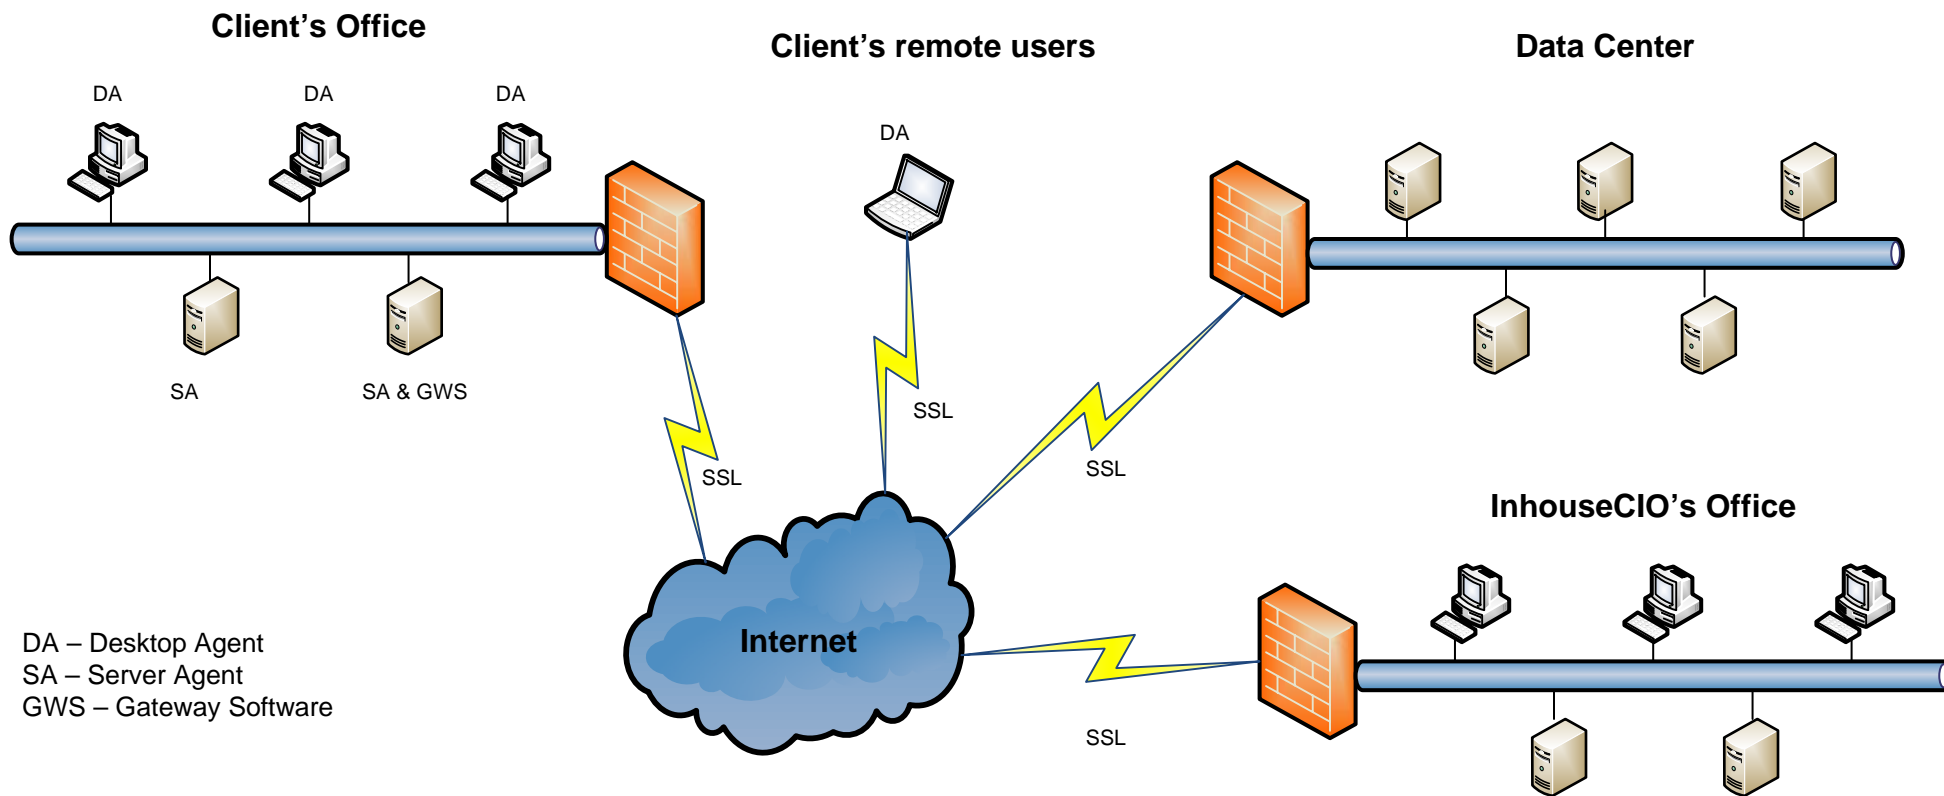 Client's Office
Client's remote users
Data Center
DA
DA
DA
DA
SA
SA & GWS
SSL
SSL
SSL
InhouseCIO's Office
Internet
SSL
DA – Desktop Agent
SA – Server Agent
GWS – Gateway Software